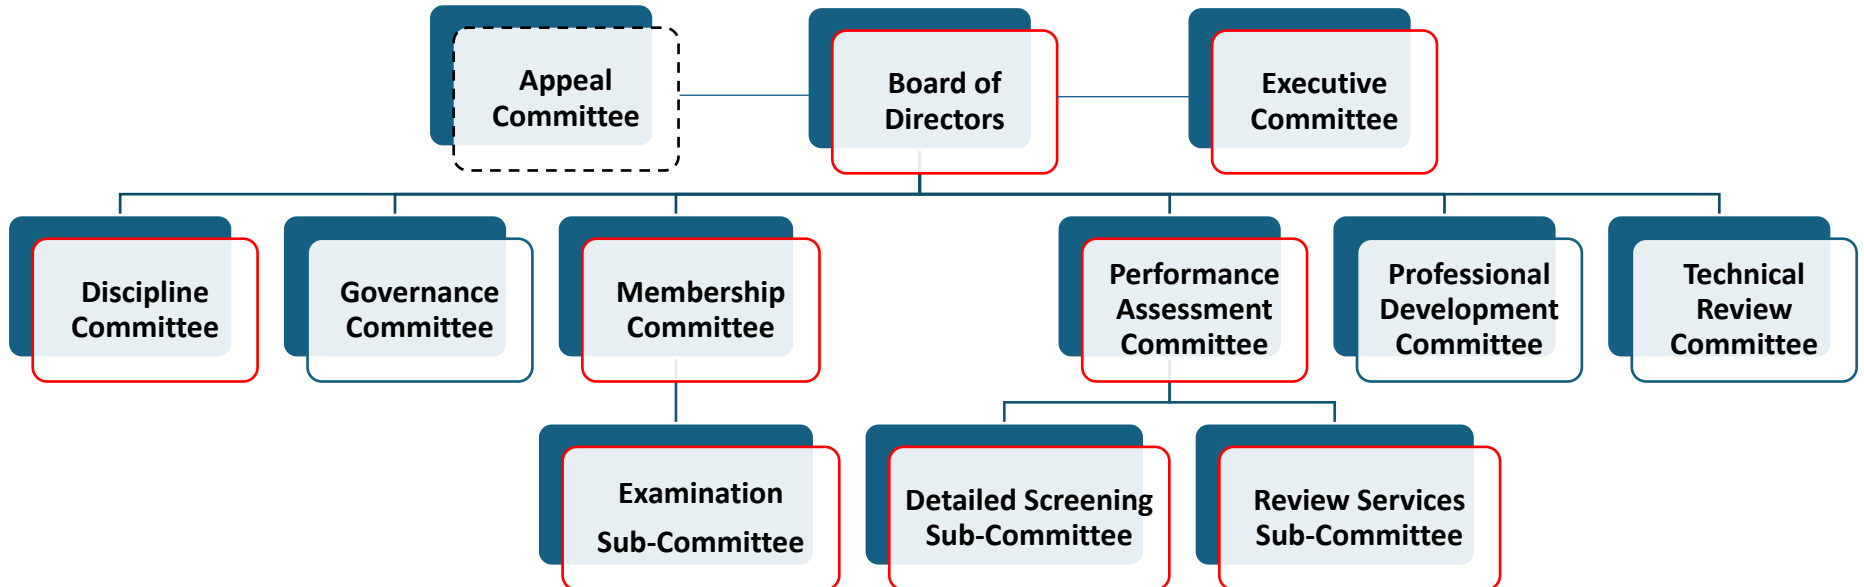 Appeal
Committee
Board of
Directors
Executive
Committee
Discipline
Committee
Governance
Committee
Membership
Committee
Performance
Assessment
Committee
Professional
Development
Committee
Technical
Review
Committee
Examination
Sub-Committee
Detailed Screening
Sub-Committee
Review Services
Sub-Committee